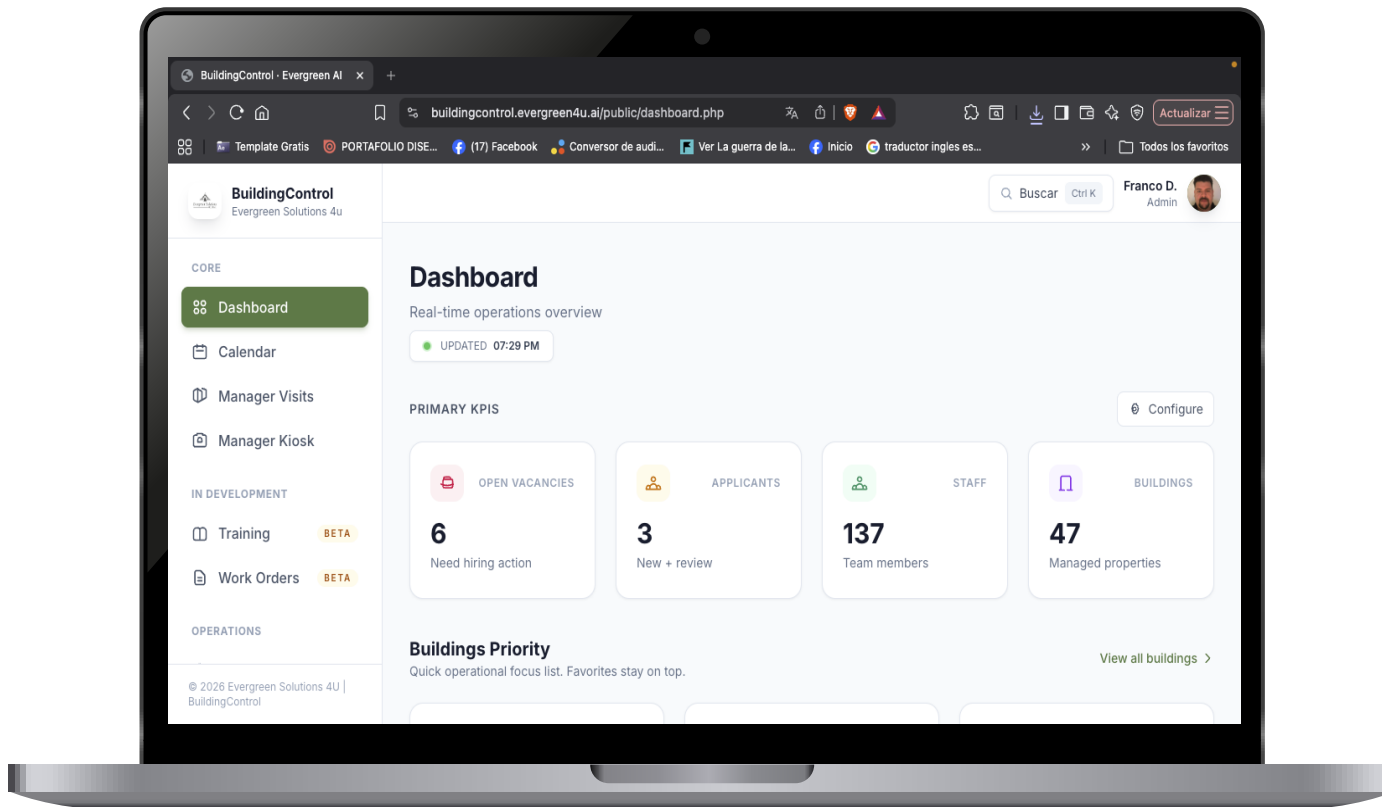 BuildingControl · Evergreen AI
buildingcontrol.evergreen4u.ai/public/dashboard.php
Actualizar
Template Gratis
PORTAFOLIO DISE...
(17) Facebook
Conversor de audi...
Ver La guerra de la...
Inicio
traductor ingles es...
»
Todos los favoritos
BuildingControl
Evergreen Solutions 4u
Buscar Ctrl K
Franco D.
Admin
CORE
Dashboard
Calendar
Manager Visits
Manager Kiosk
IN DEVELOPMENT
Training BETA
Work Orders BETA
OPERATIONS
© 2026 Evergreen Solutions 4U |
BuildingControl
Dashboard
Real-time operations overview
UPDATED 07:29 PM
PRIMARY KPIS
Configure
OPEN VACANCIES
6
Need hiring action
APPLICANTS
3
New + review
STAFF
137
Team members
BUILDINGS
47
Managed properties
Buildings Priority
Quick operational focus list. Favorites stay on top.
View all buildings